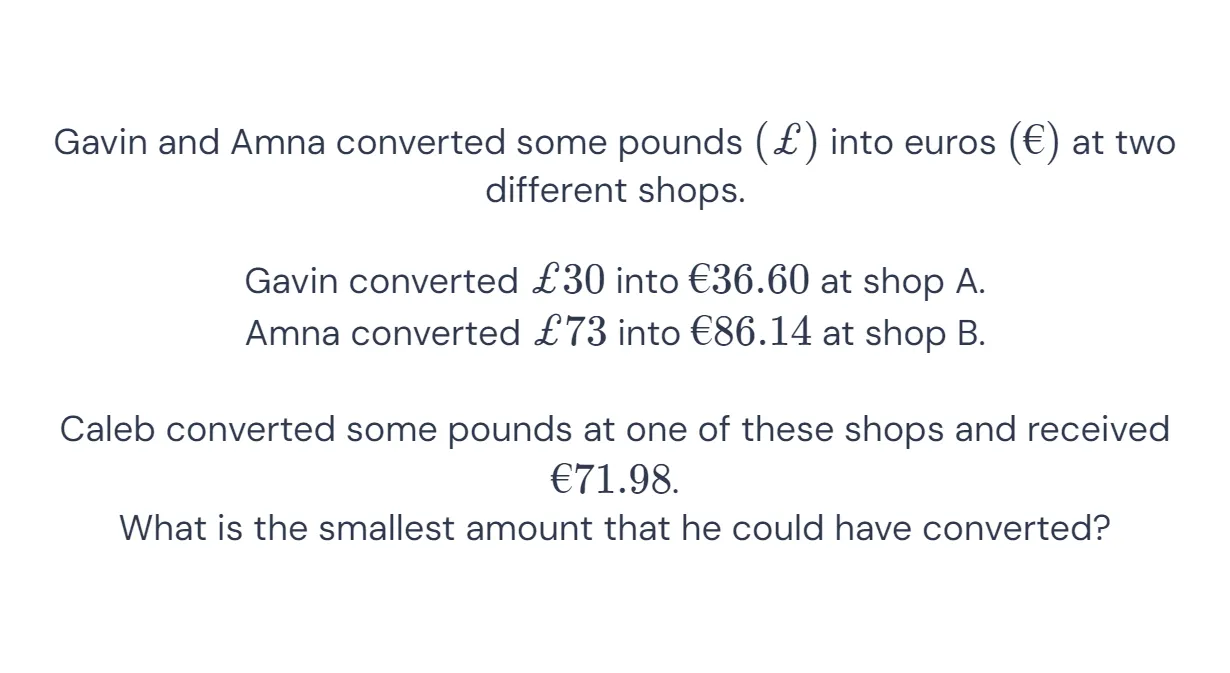 Gavin and Amna converted some pounds (£) into euros (€) at two
different shops.
Gavin converted £30 into €36.60 at shop A.
Amna converted £73 into €86.14 at shop B.
Caleb converted some pounds at one of these shops and received
€71.98.
What is the smallest amount that he could have converted?